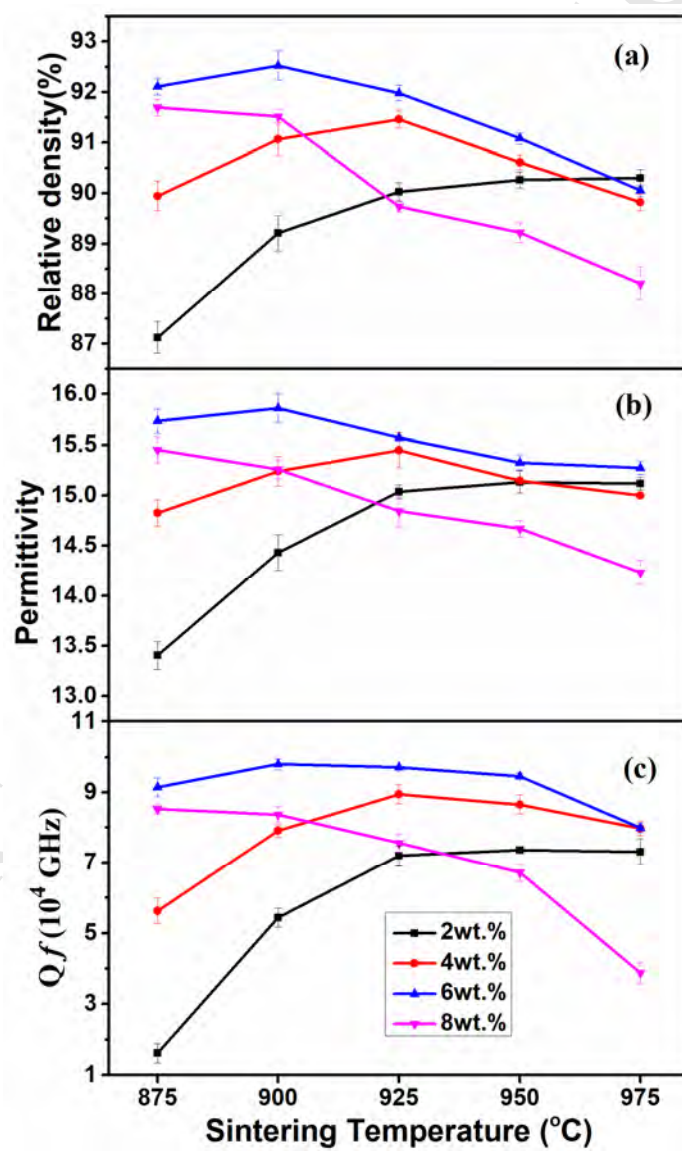 (a)
93
92
91
90
89
88
87
Relative density(%)
(b)
16.0
15.5
15.0
14.5
14.0
13.5
13.0
Permittivity
(c)
11
9
7
5
3
1
Qf (10⁴ GHz)
2wt.%
4wt.%
6wt.%
8wt.%
875 900 925 950 975
Sintering Temperature (°C)